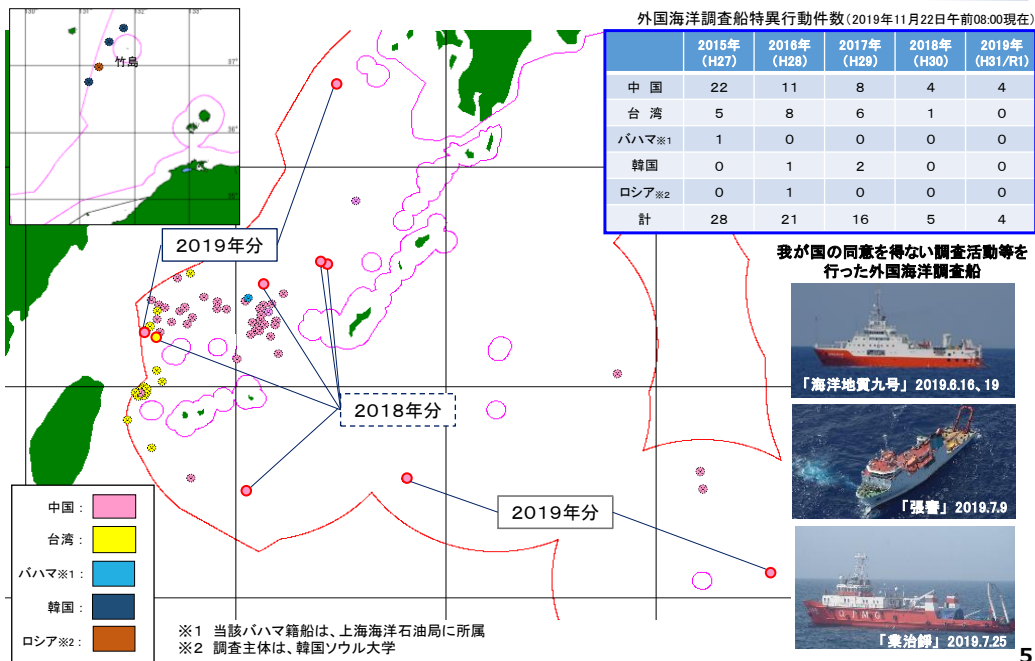 外国海洋調査船特異行動件数(2019年11月22日午前08:00現在)
2015年 2016年 2017年 2018年 2019年
(H27) (H28) (H29) (H30) (H31/R1)
中 国 22 11 8 4 4
台 湾 5 8 6 1 0
バハマ※1 1 0 0 0 0
韓国 0 1 2 0 0
ロシア※2 0 1 0 0 0
計 28 21 16 5 4
130 131 132 133
竹島
37
36
35
2019年分
2018年分
2019年分
我が国の同意を得ない調査活動等を
行った外国海洋調査船
「海洋地質九号」 2019.6.16、19
「張謇」 2019.7.9
「業治錚」 2019.7.25
中国:
台湾:
バハマ※1:
韓国:
ロシア※2:
※1 当該バハマ籍船は、上海海洋石油局に所属
※2 調査主体は、韓国ソウル大学
5